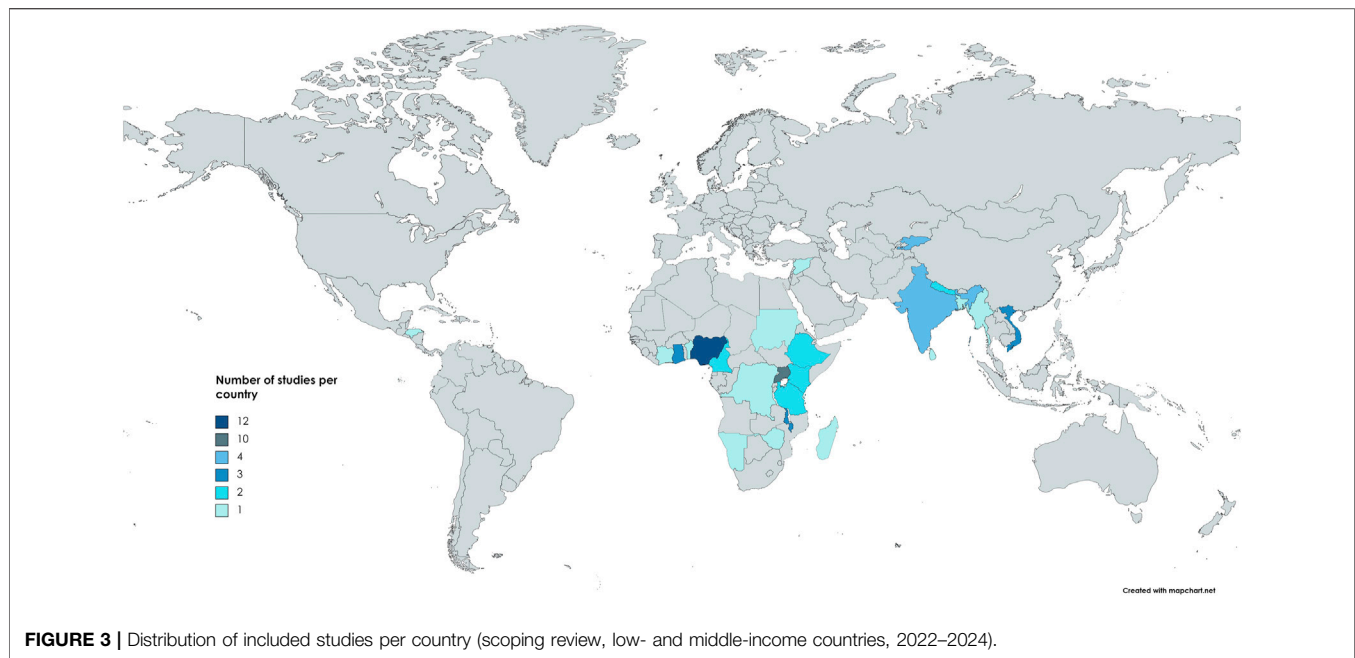 Number of studies per
country
12
10
4
3
2
1
Created with mapchart.net
FIGURE 3 | Distribution of included studies per country (scoping review, low- and middle-income countries, 2022–2024).